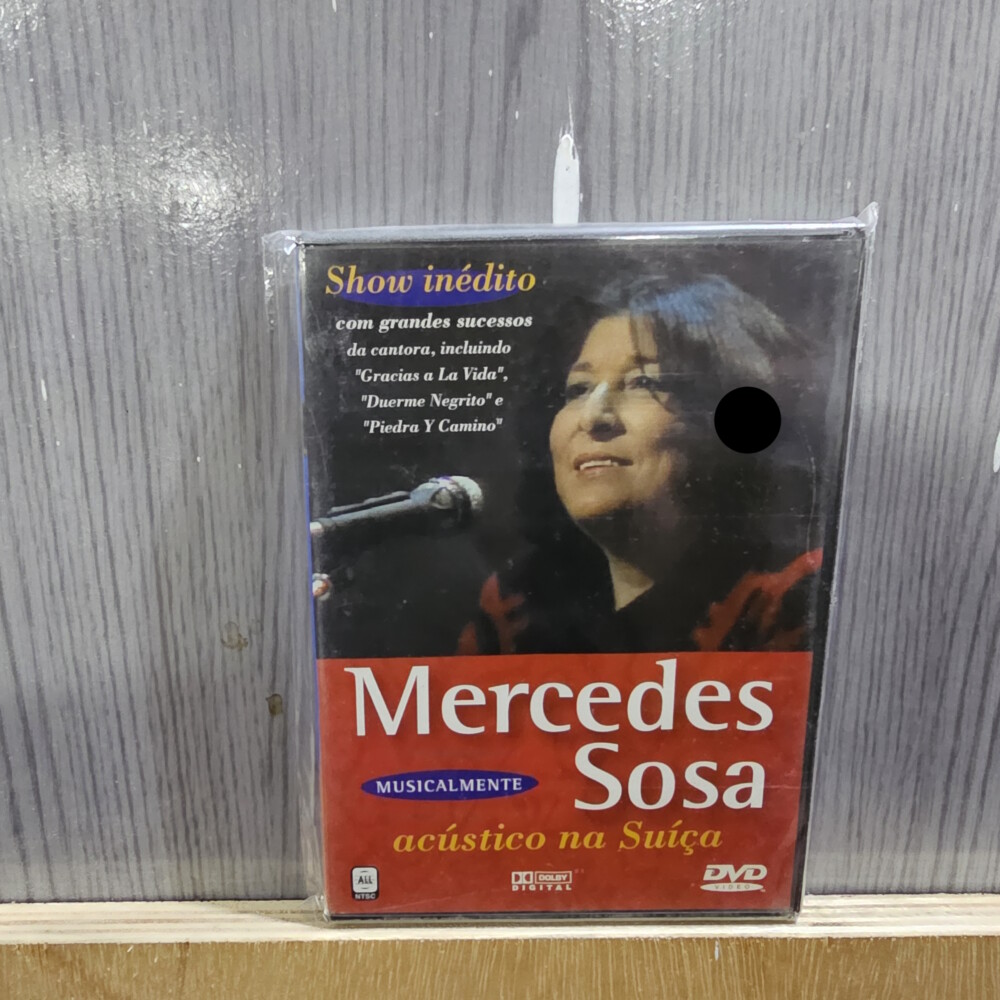 Show inédito
com grandes sucessos
da cantora, incluindo
"Gracias a La Vida",
"Duerme Negrito" e
"Piedra Y Camino"
Mercedes
Sosa
MUSICALMENTE
acústico na Suíça
ALL
NTSC
DOLBY
DIGITAL
DVD
VIDEO